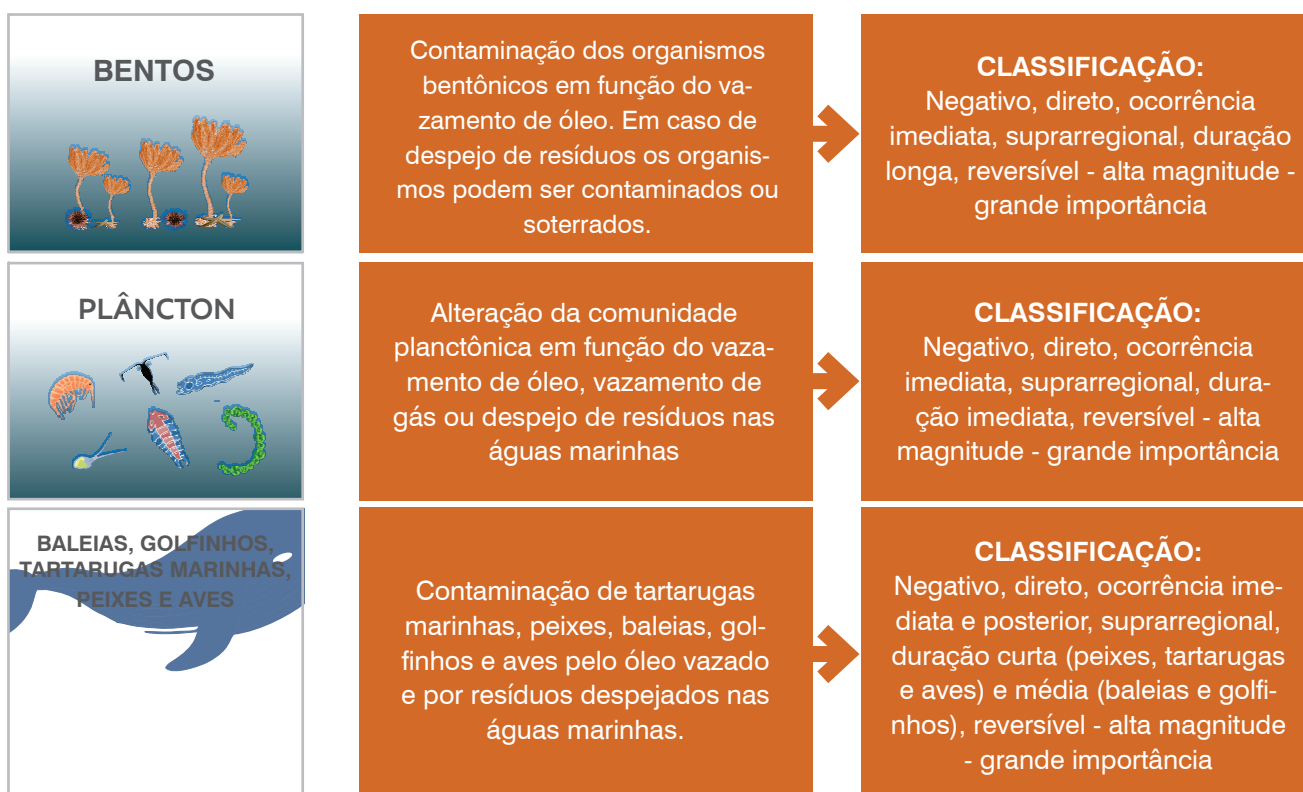 BENTOS
Contaminação dos organismos
bentônicos em função do va-
zamento de óleo. Em caso de
despejo de resíduos os organis-
mos podem ser contaminados ou
soterrados.
CLASSIFICAÇÃO:
Negativo, direto, ocorrência
imediata, suprarregional, duração
longa, reversível - alta magnitude -
grande importância
PLÂNCTON
Alteração da comunidade
planctônica em função do vaza-
mento de óleo, vazamento de
gás ou despejo de resíduos nas
águas marinhas
CLASSIFICAÇÃO:
Negativo, direto, ocorrência
imediata, suprarregional, dura-
ção imediata, reversível - alta
magnitude - grande importância
BALEIAS, GOLFINHOS,
TARTARUGAS MARINHAS,
PEIXES E AVES
Contaminação de tartarugas
marinhas, peixes, baleias, gol-
finhos e aves pelo óleo vazado
e por resíduos despejados nas
águas marinhas.
CLASSIFICAÇÃO:
Negativo, direto, ocorrência ime-
diata e posterior, suprarregional,
duração curta (peixes, tartarugas
e aves) e média (baleias e golfi-
nhos), reversível - alta magnitude
- grande importância